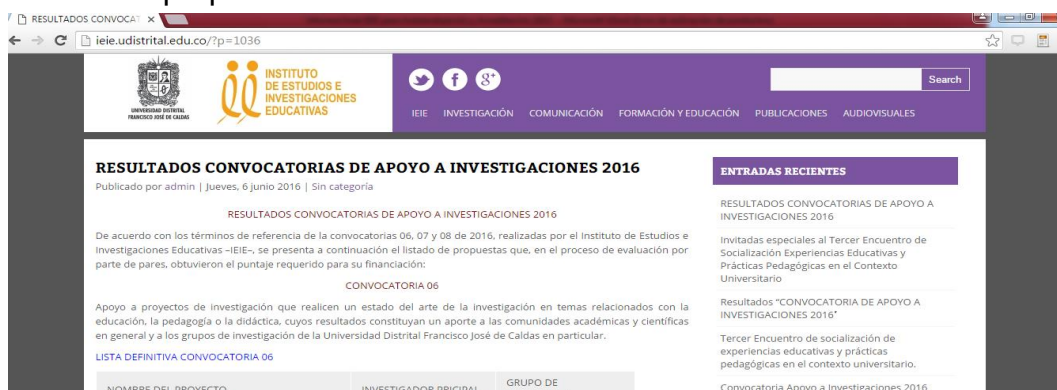 RESULTADOS CONVOCAT
ieie.udistrital.edu.co/?p=1036
UNIVERSIDAD DISTRITAL
FRANCISCO JOSÉ DE CALDAS
INSTITUTO
DE ESTUDIOS E
INVESTIGACIONES
EDUCATIVAS
Search
IEIE INVESTIGACIÓN COMUNICACIÓN FORMACIÓN Y EDUCACIÓN PUBLICACIONES AUDIOVISUALES
RESULTADOS CONVOCATORIAS DE APOYO A INVESTIGACIONES 2016
Publicado por admin | Jueves, 6 junio 2016 | Sin categoría
RESULTADOS CONVOCATORIAS DE APOYO A INVESTIGACIONES 2016
De acuerdo con los términos de referencia de la convocatorias 06, 07 y 08 de 2016, realizadas por el Instituto de Estudios e
Investigaciones Educativas –IEIE–, se presenta a continuación el listado de propuestas que, en el proceso de evaluación por
parte de pares, obtuvieron el puntaje requerido para su financiación:
CONVOCATORIA 06
Apoyo a proyectos de investigación que realicen un estado del arte de la investigación en temas relacionados con la
educación, la pedagogía o la didáctica, cuyos resultados constituyan un aporte a las comunidades académicas y científicas
en general y a los grupos de investigación de la Universidad Distrital Francisco José de Caldas en particular.
LISTA DEFINITIVA CONVOCATORIA 06
NOMBRE DEL PROYECTO INVESTIGADOR PRICIPAL GRUPO DE
ENTRADAS RECIENTES
RESULTADOS CONVOCATORIAS DE APOYO A
INVESTIGACIONES 2016
Invitadas especiales al Tercer Encuentro de
Socialización Experiencias Educativas y
Prácticas Pedagógicas en el Contexto
Universitario
Resultados "CONVOCATORIA DE APOYO A
INVESTIGACIONES 2016"
Tercer Encuentro de socialización de
experiencias educativas y prácticas
pedagógicas en el contexto universitario.
Convocatoria Apoyo a Investigaciones 2016